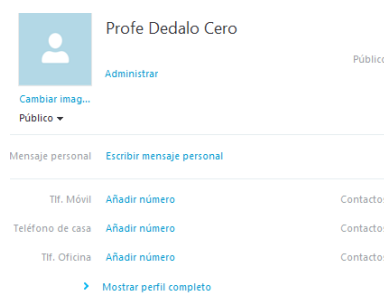 Profe Dedalo Cero
Público
Administrar
Cambiar imag...
Público
Mensaje personal Escribir mensaje personal
Tlf. Móvil Añadir número Contactos
Teléfono de casa Añadir número Contactos
Tlf. Oficina Añadir número Contactos
Mostrar perfil completo